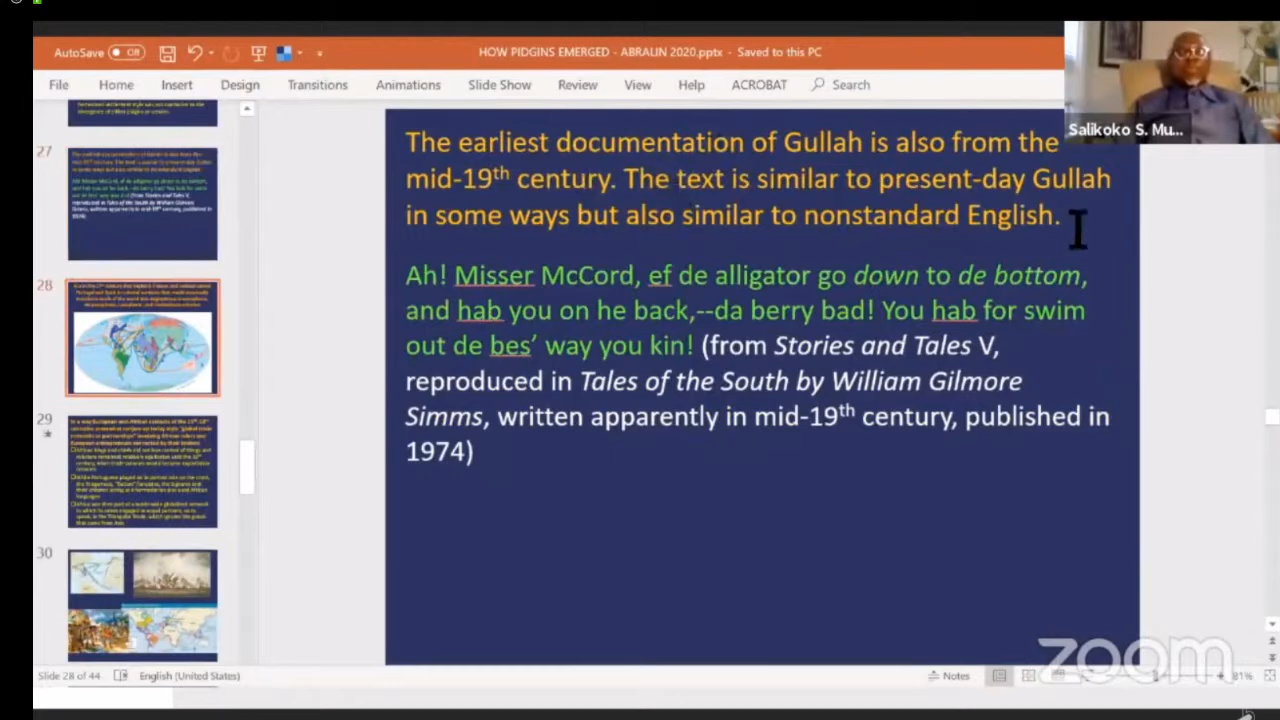 AutoSave Off
HOW PIDGINS EMERGED - ABRALIN 2020.pptx - Saved to this PC
File Home Insert Design Transitions Animations Slide Show Review View Help ACROBAT Search
Salikoko S. Mu...
27
28
29
30
The earliest documentation of Gullah is also from the
mid-19th century. The text is similar to present-day Gullah
in some ways but also similar to nonstandard English.
Ah! Misser McCord, ef de alligator go down to de bottom,
and hab you on he back,--da berry bad! You hab for swim
out de bes’ way you kin! (from Stories and Tales V,
reproduced in Tales of the South by William Gilmore
Simms, written apparently in mid-19th century, published in
1974)
zoom
Slide 28 of 44 English (United States) Notes 81%